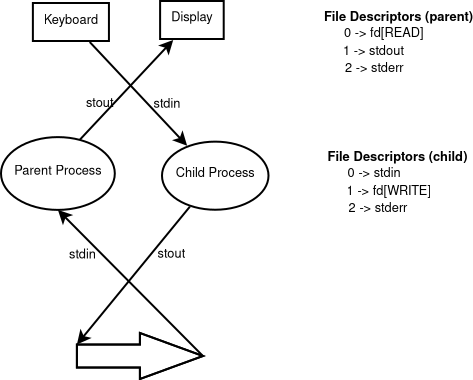 Keyboard
Display
File Descriptors (parent)
0 -> fd[READ]
1 -> stdout
2 -> stderr
stout
stdin
Parent Process
Child Process
File Descriptors (child)
0 -> stdin
1 -> fd[WRITE]
2 -> stderr
stdin
stout